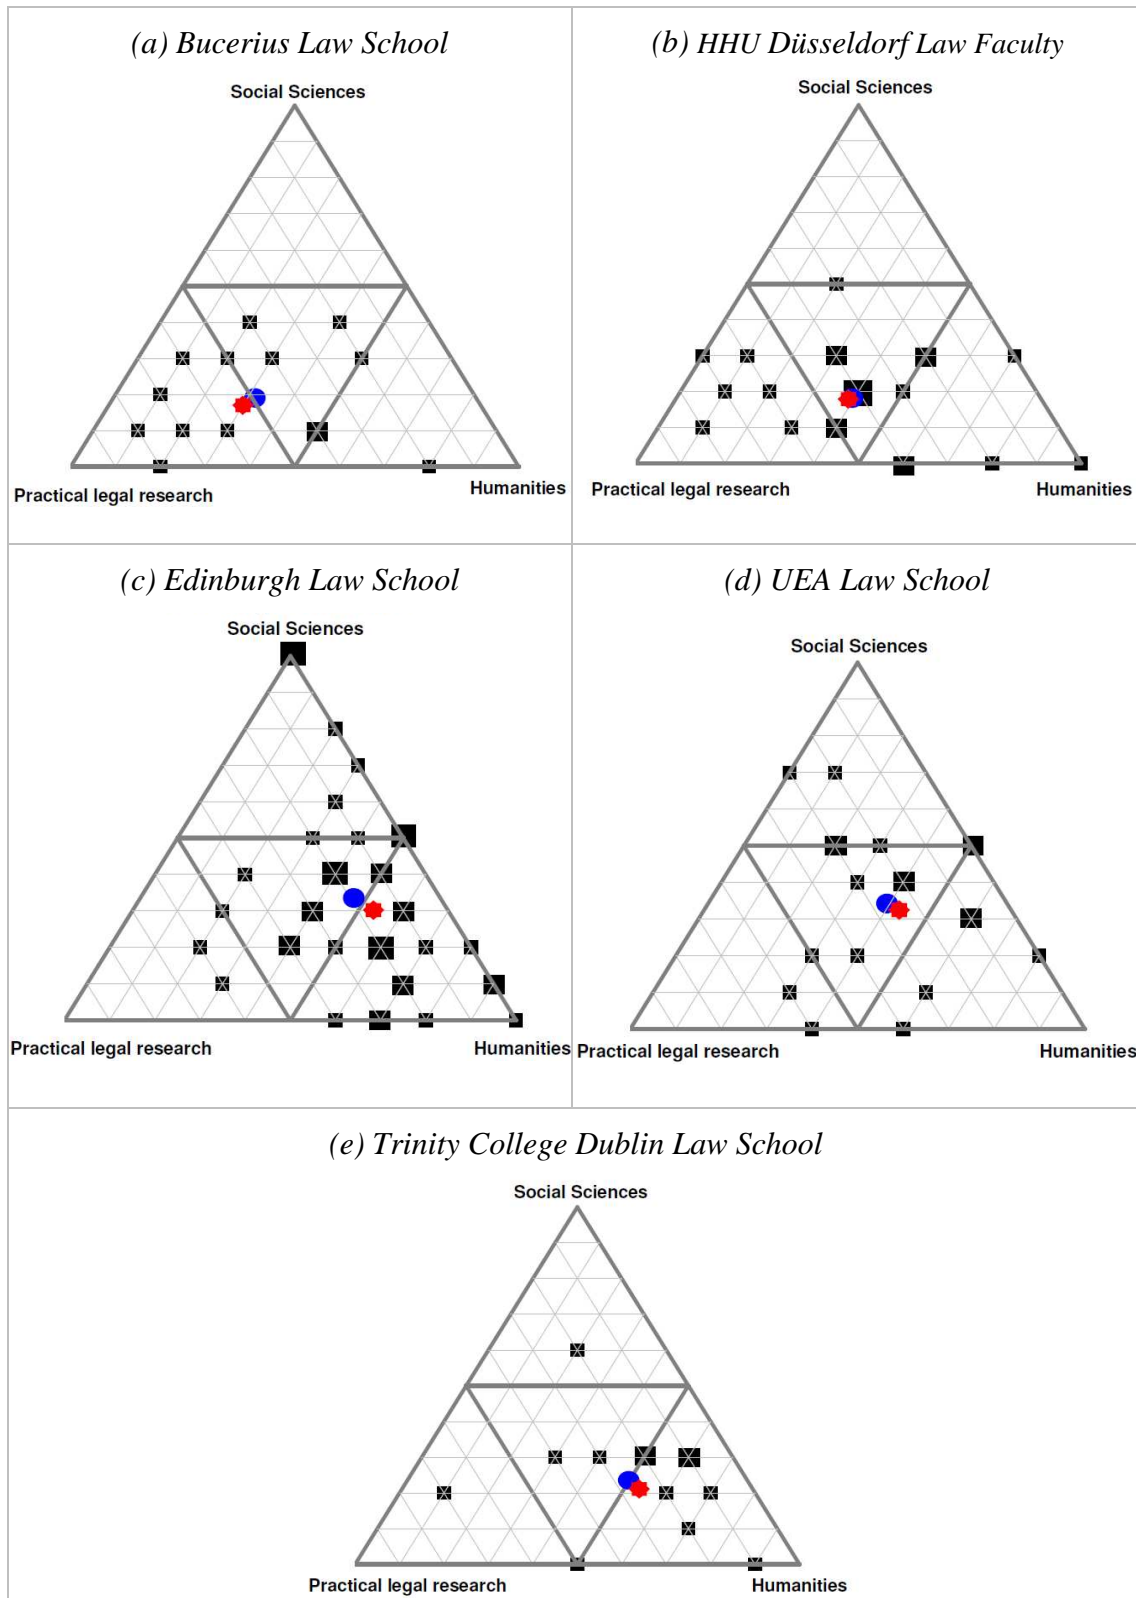 (a) Bucerius Law School
Social Sciences
Practical legal research
Humanities
(b) HHU Düsseldorf Law Faculty
Social Sciences
Practical legal research
Humanities
(c) Edinburgh Law School
Social Sciences
Practical legal research
Humanities
(d) UEA Law School
Social Sciences
Practical legal research
Humanities
(e) Trinity College Dublin Law School
Social Sciences
Practical legal research
Humanities